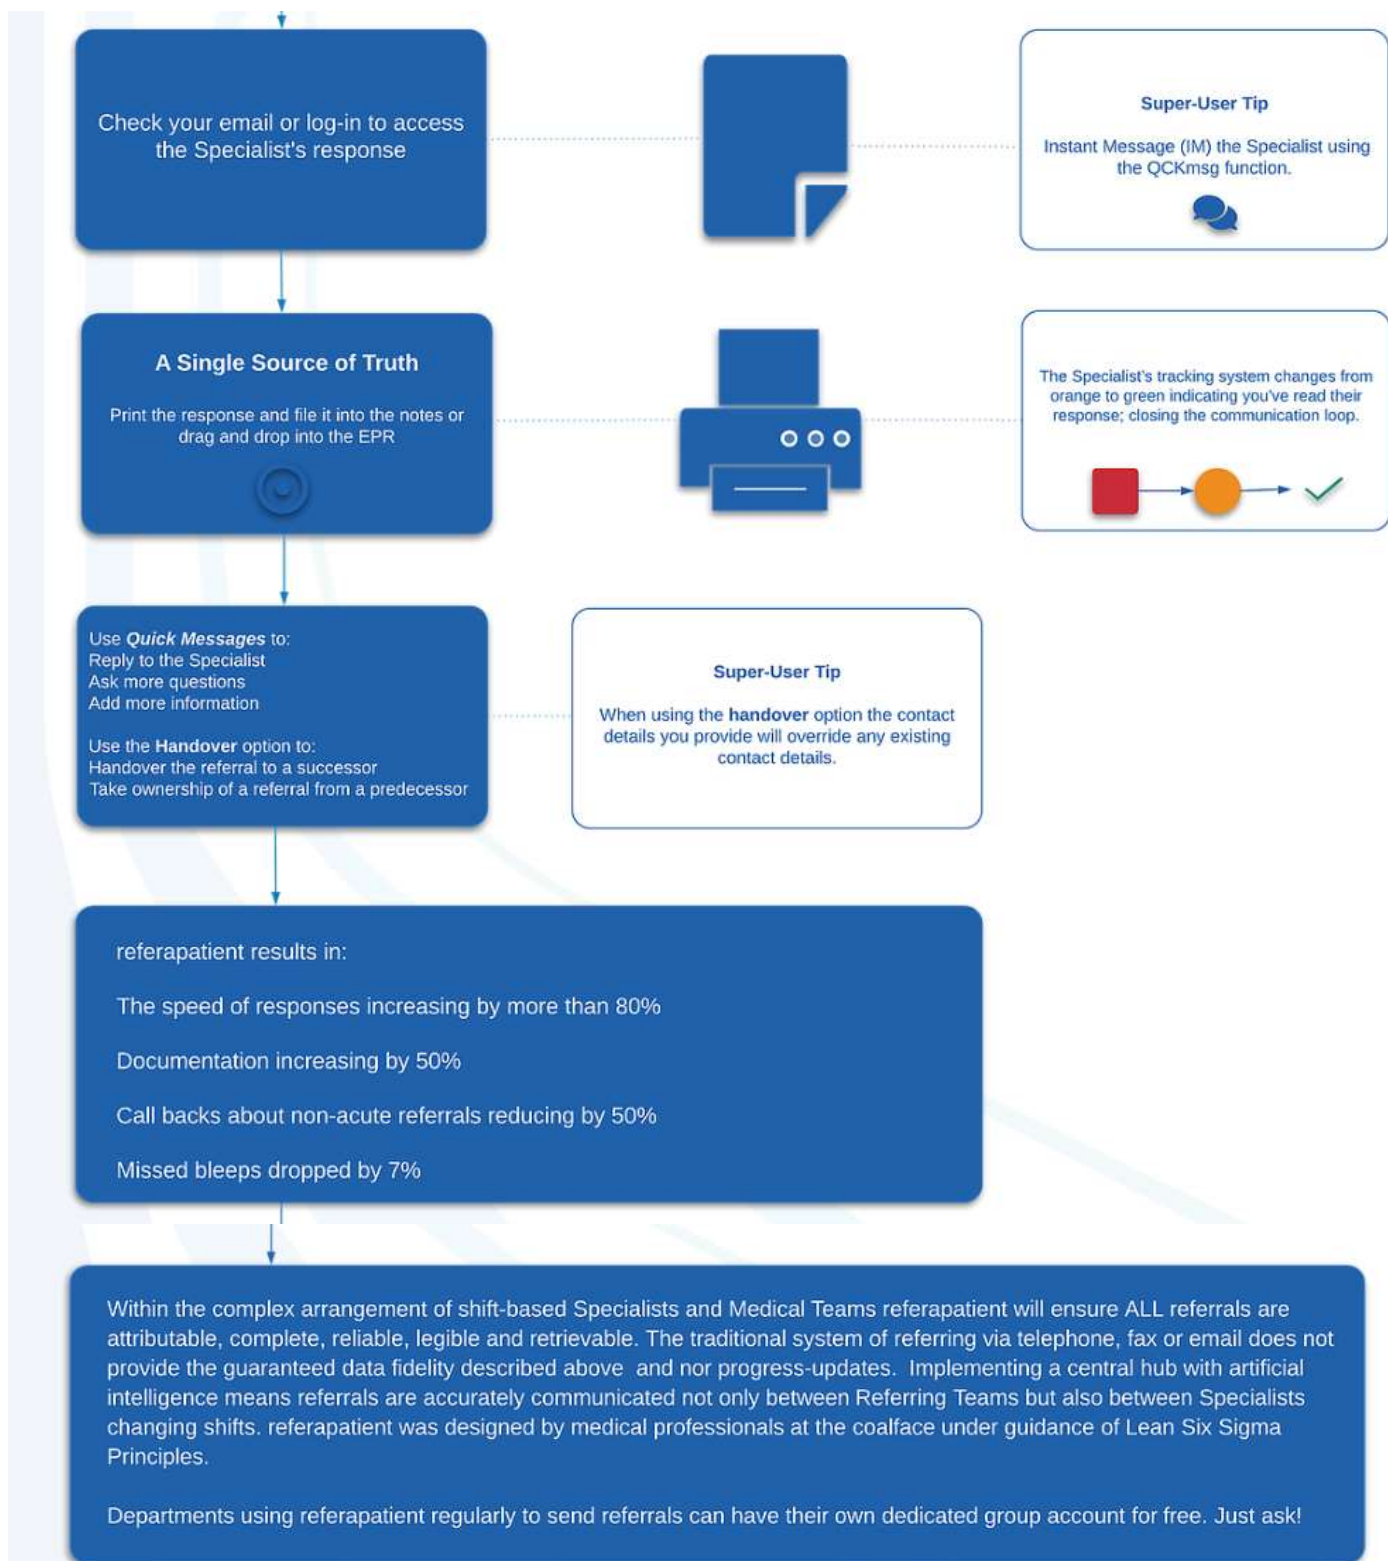 Check your email or log-in to access
the Specialist's response
Super-User Tip
Instant Message (IM) the Specialist using
the QCKmsg function.
A Single Source of Truth
Print the response and file it into the notes or
drag and drop into the EPR
The Specialist's tracking system changes from
orange to green indicating you've read their
response; closing the communication loop.
Use Quick Messages to:
Reply to the Specialist
Ask more questions
Add more information
Use the Handover option to:
Handover the referral to a successor
Take ownership of a referral from a predecessor
Super-User Tip
When using the handover option the contact
details you provide will override any existing
contact details.
referapatient results in:
The speed of responses increasing by more than 80%
Documentation increasing by 50%
Call backs about non-acute referrals reducing by 50%
Missed bleeps dropped by 7%
Within the complex arrangement of shift-based Specialists and Medical Teams referapatient will ensure ALL referrals are
attributable, complete, reliable, legible and retrievable. The traditional system of referring via telephone, fax or email does not
provide the guaranteed data fidelity described above  and nor progress-updates.  Implementing a central hub with artificial
intelligence means referrals are accurately communicated not only between Referring Teams but also between Specialists
changing shifts. referapatient was designed by medical professionals at the coalface under guidance of Lean Six Sigma
Principles.
Departments using referapatient regularly to send referrals can have their own dedicated group account for free. Just ask!